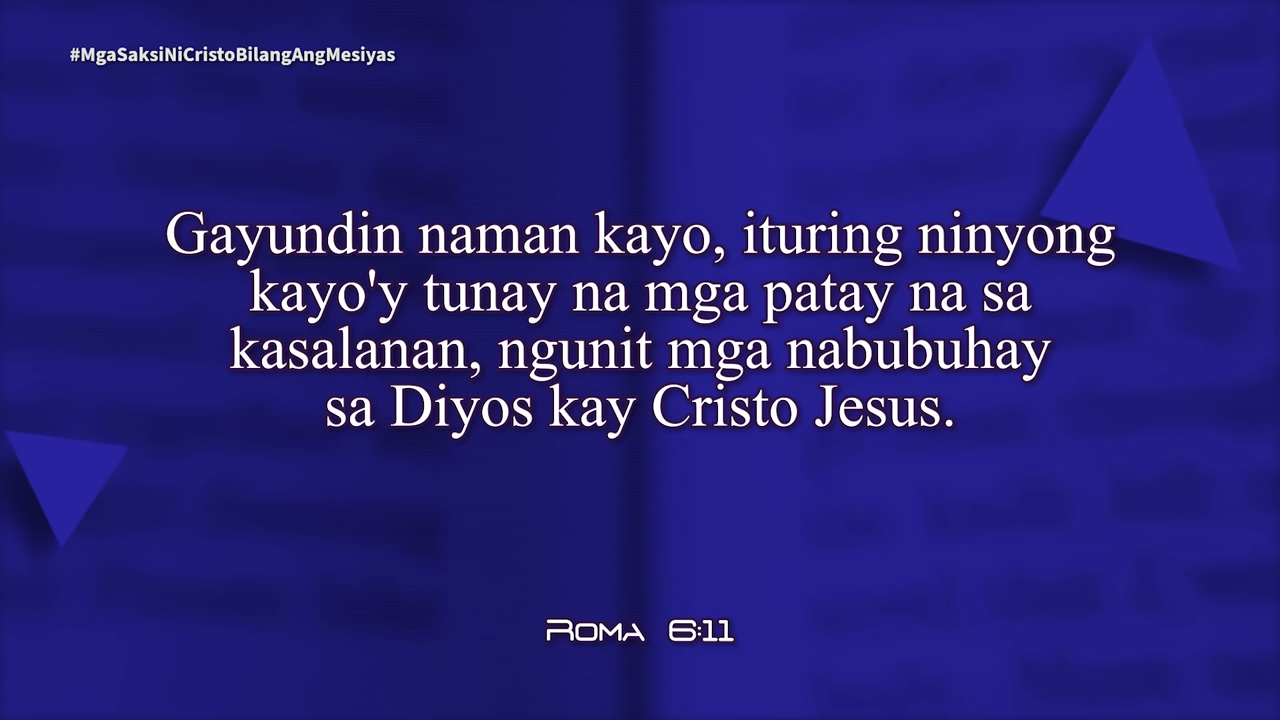 #MgaSaksiNiCristoBilangAngMesiyas
Gayundin naman kayo, ituring ninyong
kayo'y tunay na mga patay na sa
kasalanan, ngunit mga nabubuhay
sa Diyos kay Cristo Jesus.
Roma 6:11